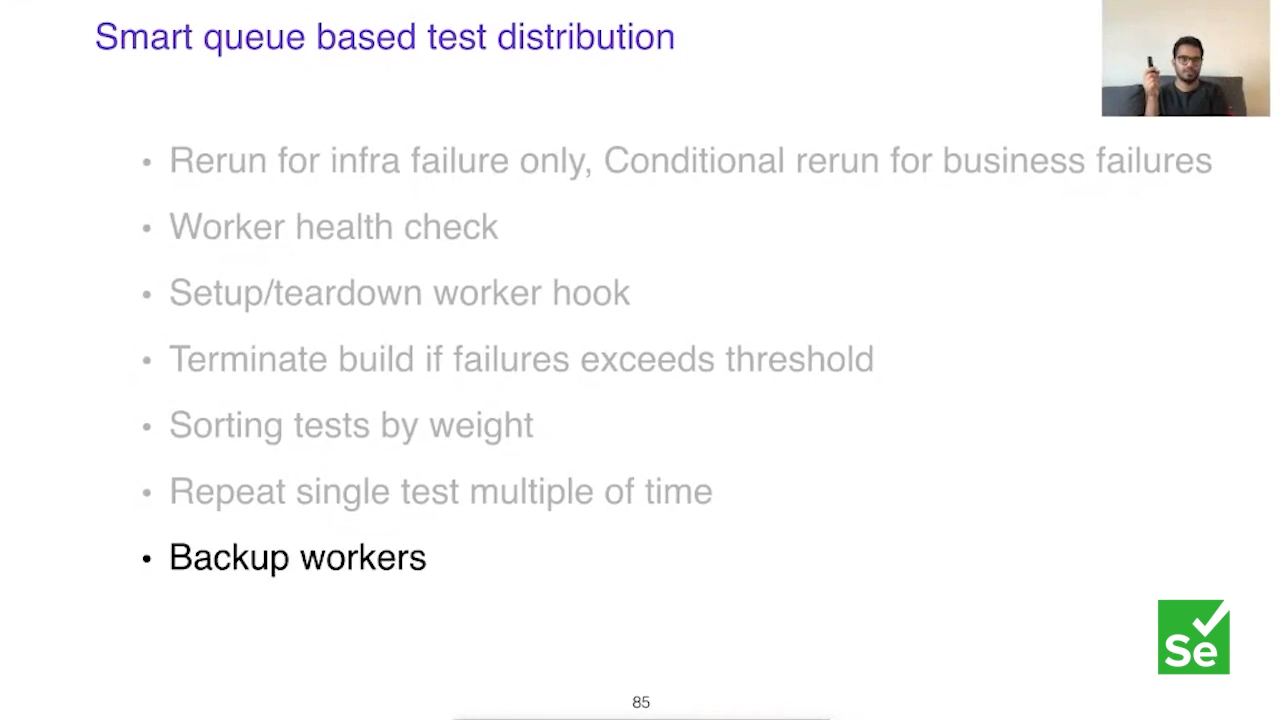 Smart queue based test distribution
• Rerun for infra failure only, Conditional rerun for business failures
• Worker health check
• Setup/teardown worker hook
• Terminate build if failures exceeds threshold
• Sorting tests by weight
• Repeat single test multiple of time
• Backup workers
Se
85